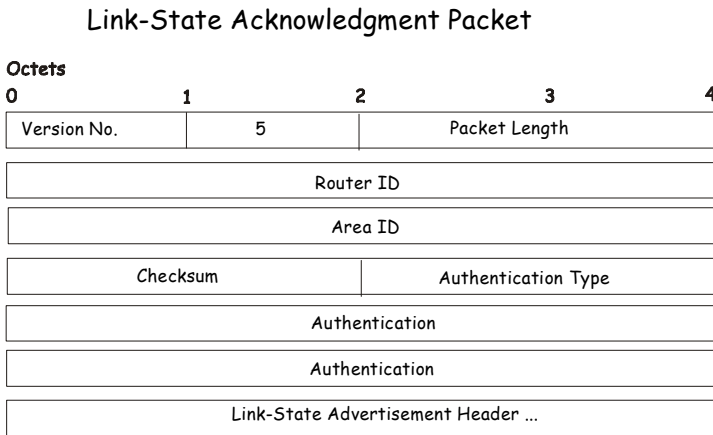 Link-State Acknowledgment Packet
Octets
0 1 2 3 4
Version No. 5 Packet Length
Router ID
Area ID
Checksum Authentication Type
Authentication
Authentication
Link-State Advertisement Header ...